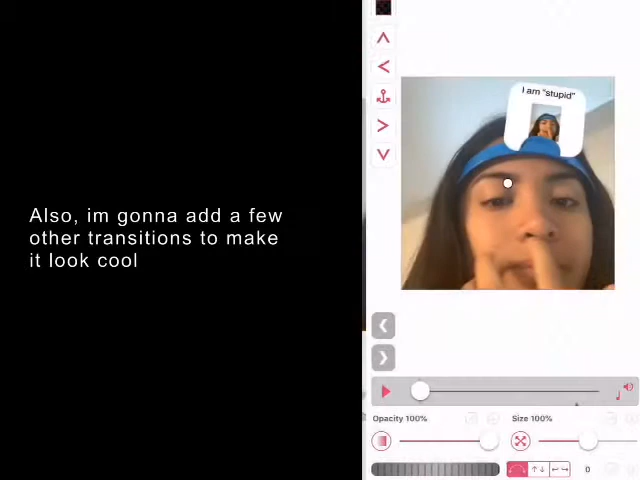 I am "stupid"
Also, im gonna add a few
other transitions to make
it look cool
Opacity 100%
Size 100%
0